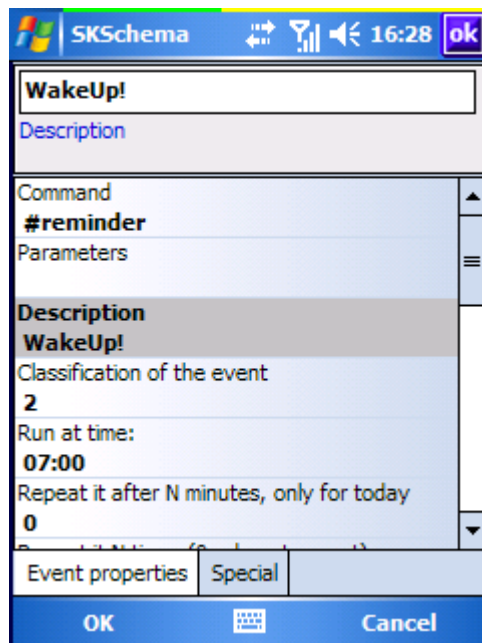 SKSchema 16:28 ok
WakeUp!
Description
Command
#reminder
Parameters
Description
WakeUp!
Classification of the event
2
Run at time:
07:00
Repeat it after N minutes, only for today
0
Event properties Special
OK Cancel